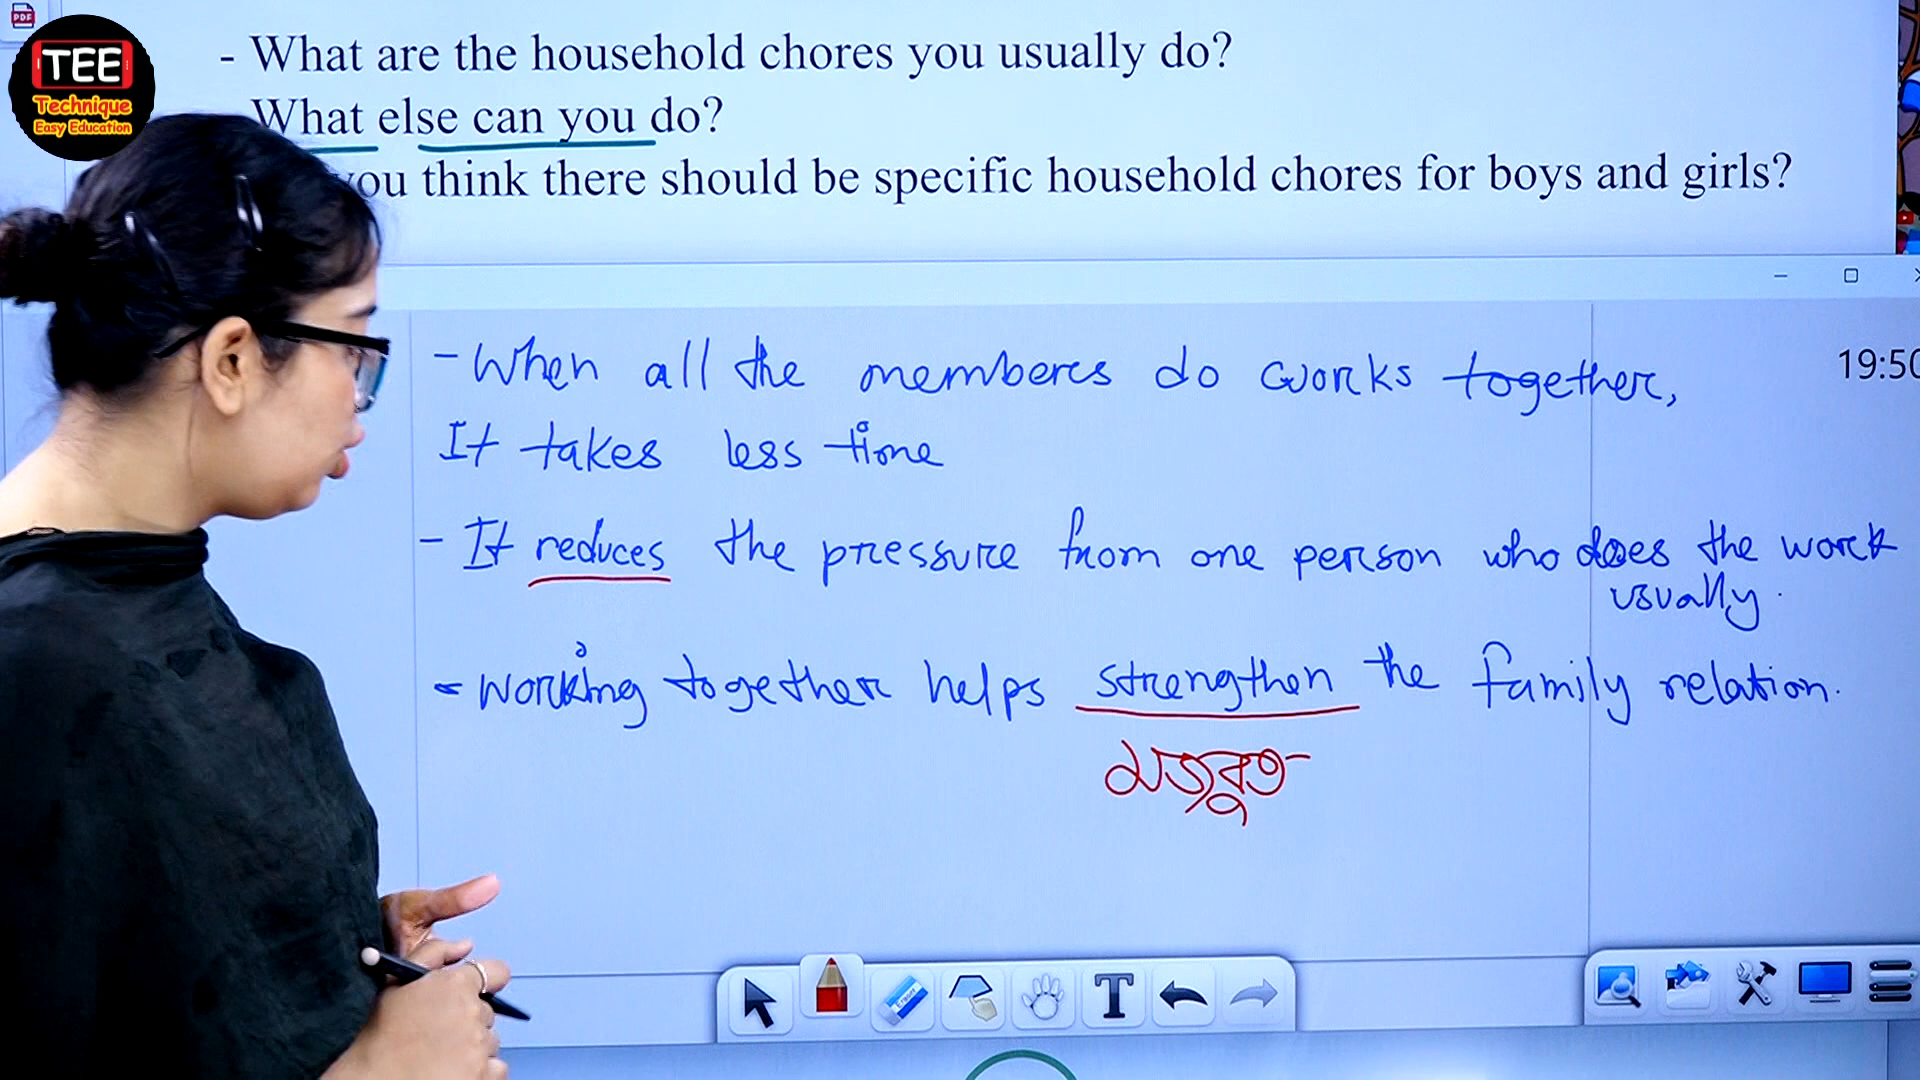 TEE
Technique
Easy Education
PDF
- What are the household chores you usually do?
What else can you do?
you think there should be specific household chores for boys and girls?
19:50
- When all the members do works together,
It takes less time
- It reduces the pressure from one person who does the work
usually.
- Working together helps strengthen the family relation.
মজবুত
T